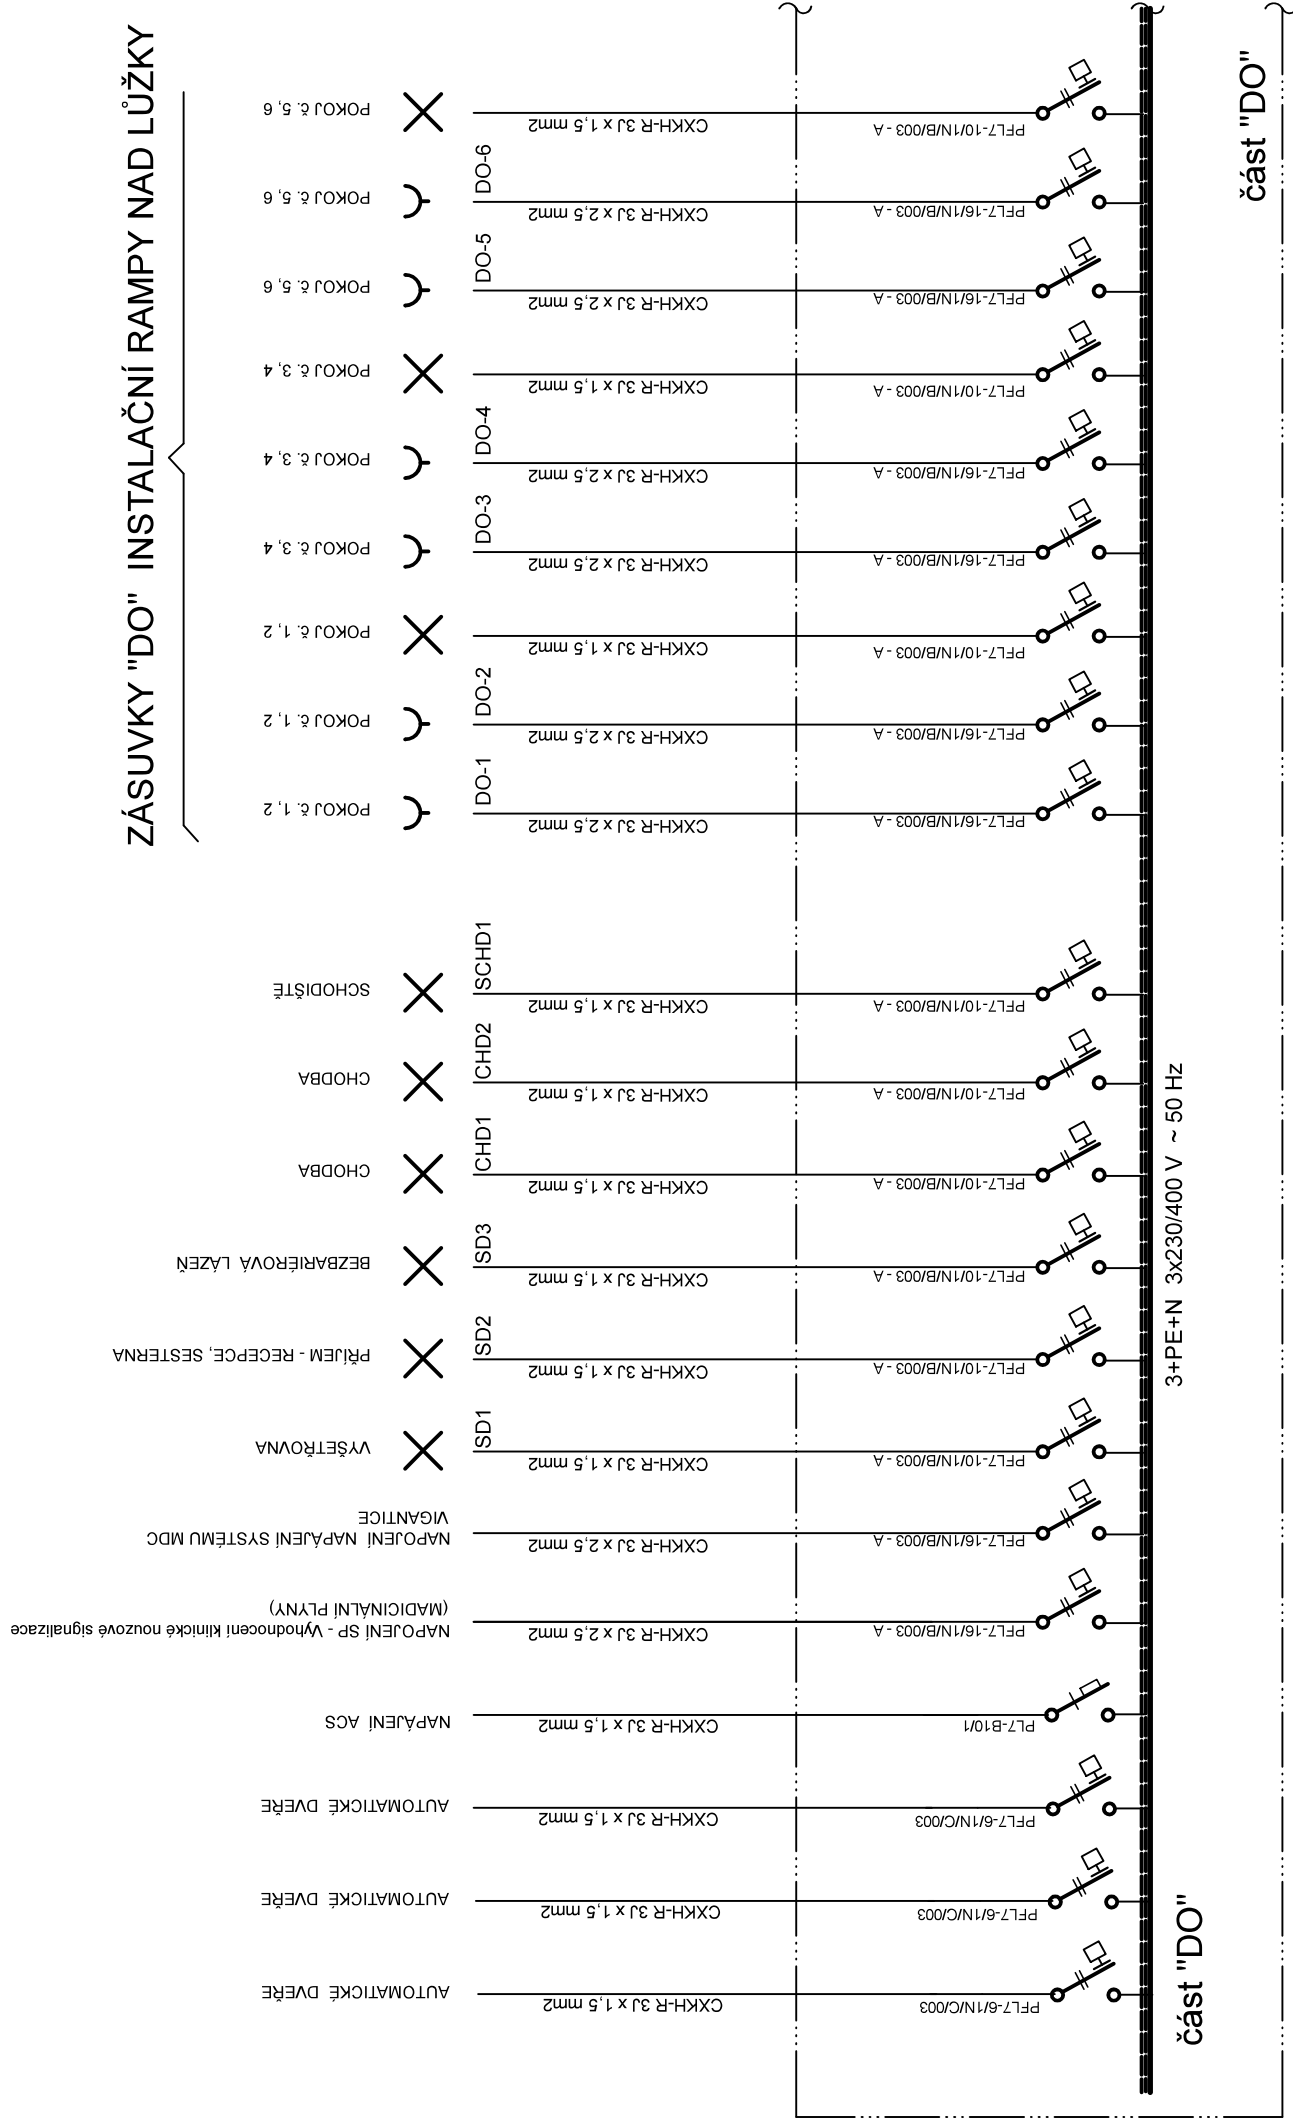 ZÁSUVKY "DO" INSTALAČNÍ RAMPY NAD LŮŽKY
POKOJ č. 5, 6
CXKH-R 3J x 1,5 mm2
PFL7-10/1N/B/003 - A
POKOJ č. 5, 6
DO-6
CXKH-R 3J x 2,5 mm2
PFL7-16/1N/B/003 - A
POKOJ č. 5, 6
DO-5
CXKH-R 3J x 2,5 mm2
PFL7-16/1N/B/003 - A
POKOJ č. 3, 4
CXKH-R 3J x 1,5 mm2
PFL7-10/1N/B/003 - A
POKOJ č. 3, 4
DO-4
CXKH-R 3J x 2,5 mm2
PFL7-16/1N/B/003 - A
POKOJ č. 3, 4
DO-3
CXKH-R 3J x 2,5 mm2
PFL7-16/1N/B/003 - A
POKOJ č. 1, 2
CXKH-R 3J x 1,5 mm2
PFL7-10/1N/B/003 - A
POKOJ č. 1, 2
DO-2
CXKH-R 3J x 2,5 mm2
PFL7-16/1N/B/003 - A
POKOJ č. 1, 2
DO-1
CXKH-R 3J x 2,5 mm2
PFL7-16/1N/B/003 - A
SCHODIŠTĚ
SCHD1
CXKH-R 3J x 1,5 mm2
PFL7-10/1N/B/003 - A
CHODBA
CHD2
CXKH-R 3J x 1,5 mm2
PFL7-10/1N/B/003 - A
CHODBA
CHD1
CXKH-R 3J x 1,5 mm2
PFL7-10/1N/B/003 - A
BEZBARIÉROVÁ LÁZEŇ
SD3
CXKH-R 3J x 1,5 mm2
PFL7-10/1N/B/003 - A
PŘÍJEM - RECEPCE, SESTERNA
SD2
CXKH-R 3J x 1,5 mm2
PFL7-10/1N/B/003 - A
VYŠETŘOVNA
SD1
CXKH-R 3J x 1,5 mm2
PFL7-10/1N/B/003 - A
NAPOJENÍ NAPÁJENÍ SYSTÉMU MDC
VIGANTICE
CXKH-R 3J x 2,5 mm2
PFL7-16/1N/B/003 - A
NAPOJENÍ SP - Vyhodnocení klinické nouzové signalizace
(MADICINÁLNÍ PLYNY)
CXKH-R 3J x 2,5 mm2
PFL7-16/1N/B/003 - A
NAPÁJENÍ ACS
CXKH-R 3J x 1,5 mm2
PL7-B10/1
AUTOMATICKÉ DVEŘE
CXKH-R 3J x 1,5 mm2
PFL7-6/1N/C/003
AUTOMATICKÉ DVEŘE
CXKH-R 3J x 1,5 mm2
PFL7-6/1N/C/003
AUTOMATICKÉ DVEŘE
CXKH-R 3J x 1,5 mm2
PFL7-6/1N/C/003
3+PE+N 3x230/400 V ~ 50 Hz
část "DO"
část "DO"